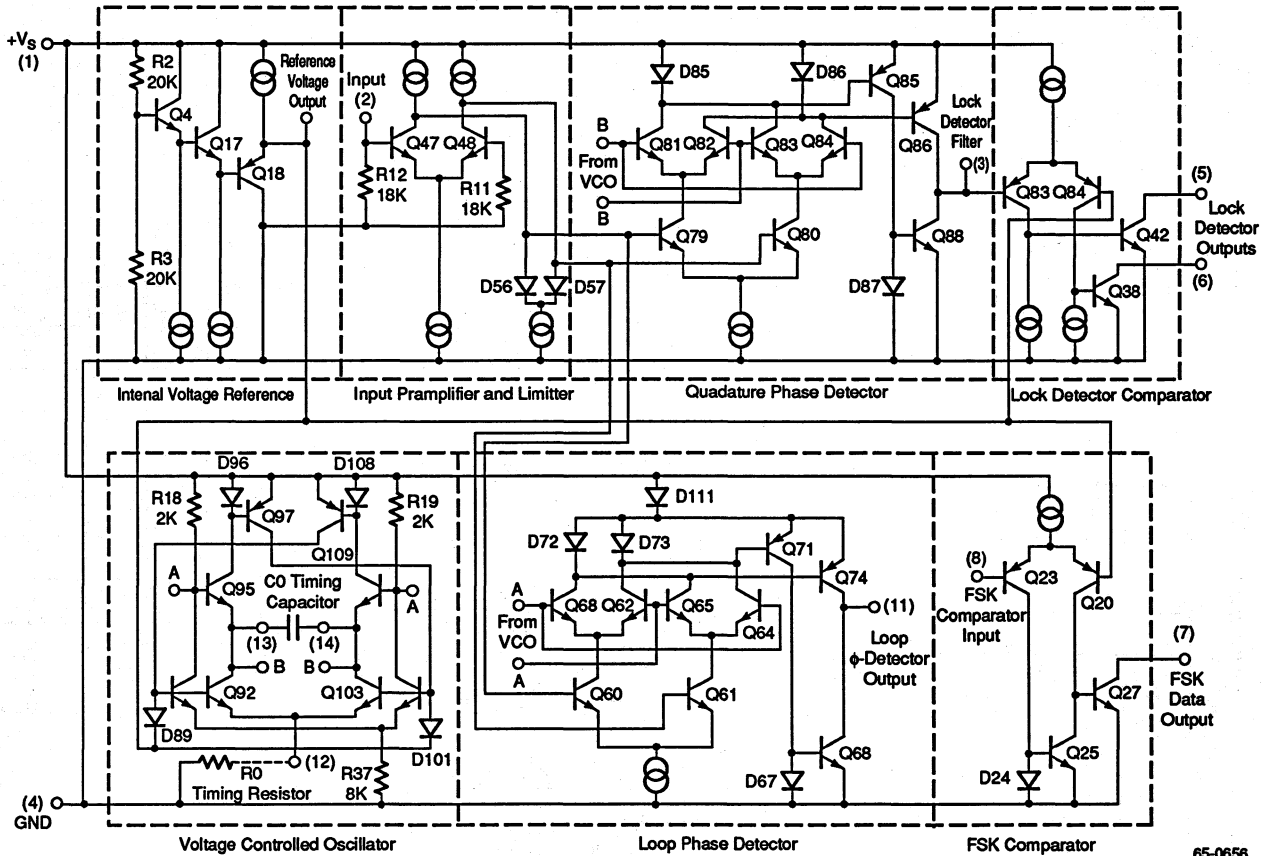 +VS
(1)
R2
20K
Q4
Q17
Q18
R3
20K
Reference
Voltage
Output
Input
(2)
Q47
Q48
R12
18K
R11
18K
D56
D57
D85
D86
Q85
Q86
B
From
VCO
B
Q81
Q82
Q83
Q84
Q79
Q80
D87
Q88
Lock
Detector
Filter
(3)
Q83
Q84
Q42
Q38
(5)
Lock
Detector
Outputs
(6)
Intenal Voltage Reference
Input Pramplifier and Limitter
Quadature Phase Detector
Lock Detector Comparator
D96
D108
R18
2K
Q97
R19
2K
Q109
A
Q95
C0 Timing
Capacitor
A
(13)
(14)
B
B
Q92
Q103
D89
D101
(12)
R0
Timing Resistor
R37
8K
D111
D72
D73
Q71
Q74
A
From
VCO
A
Q68
Q62
Q65
Q64
(11)
Loop
ϕ-Detector
Output
Q60
Q61
D67
Q68
(8)
FSK
Comparator
Input
Q23
Q20
(7)
FSK
Data
Output
Q27
Q25
D24
(4)
GND
Voltage Controlled Oscillator
Loop Phase Detector
FSK Comparator
65-0656